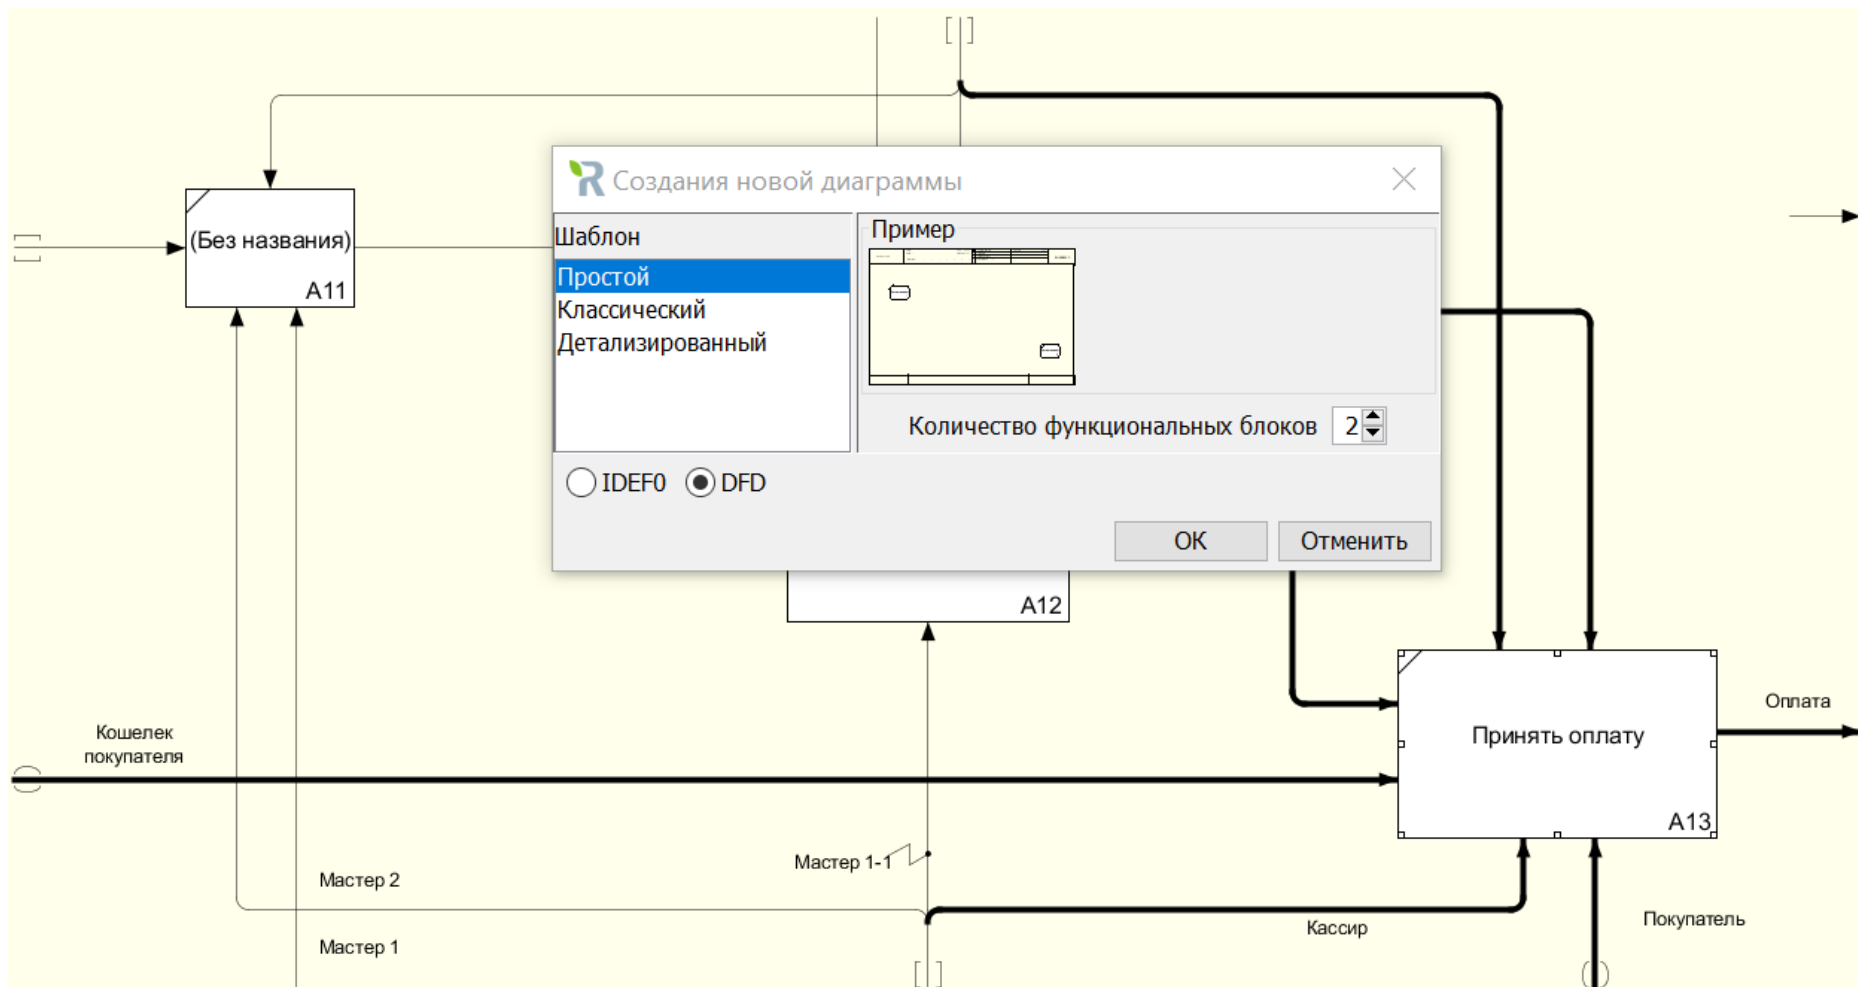 Создания новой диаграммы
Шаблон
Простой
Классический
Детализированный
Пример
Количество функциональных блоков 2
IDEF0 DFD
ОК Отменить
(Без названия)
A11
A12
Принять оплату
A13
Оплата
Кошелек
покупателя
Мастер 1-1
Мастер 2
Мастер 1
Кассир
Покупатель